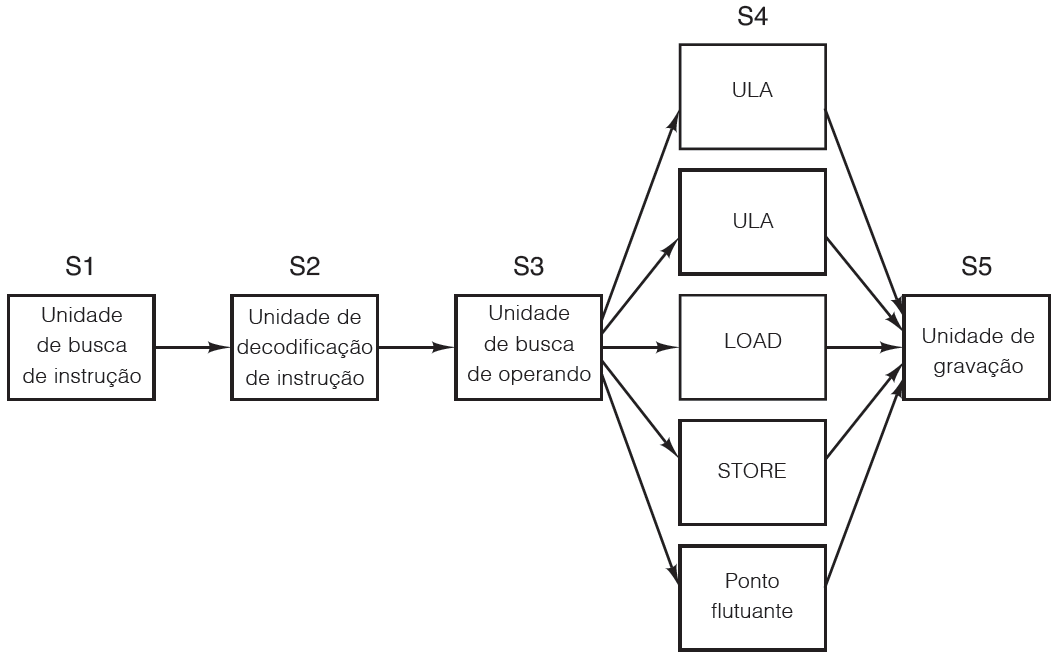 S4
ULA
ULA
S1
S2
S3
S5
Unidade
de busca
de instrução
Unidade de
decodificação
de instrução
Unidade
de busca
de operando
LOAD
Unidade de
gravação
STORE
Ponto
flutuante